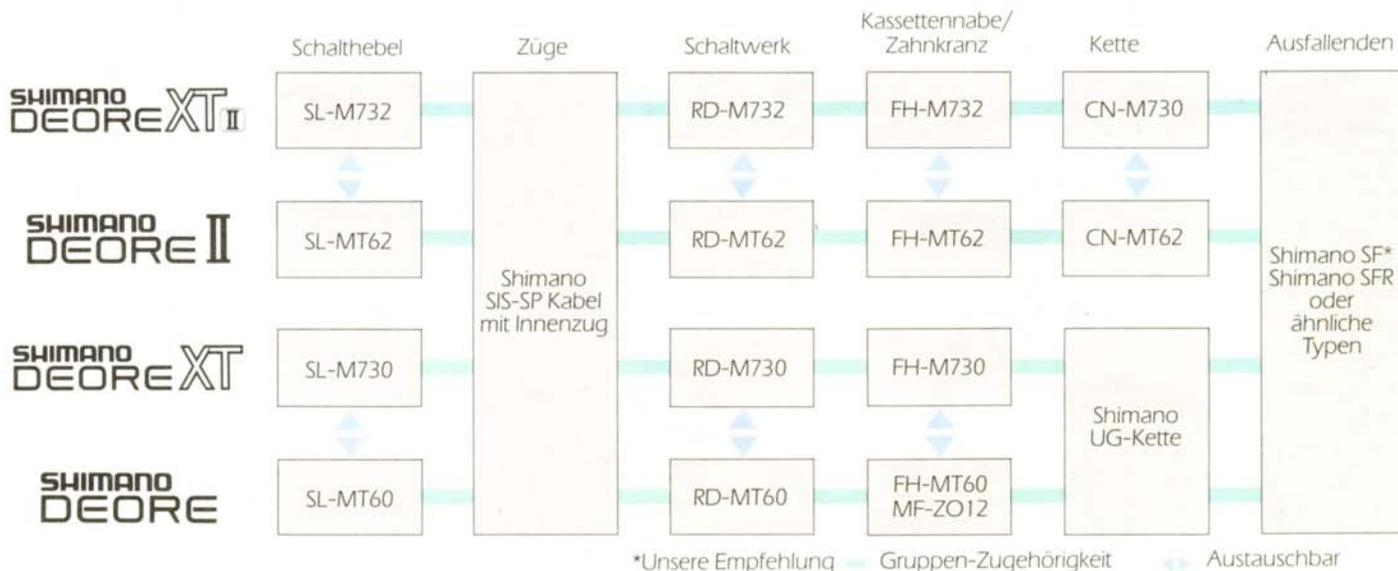 Schalthebel Züge Schaltwerk Kassettennabe/ Zahnkranz Kette Ausfallenden
SHIMANO
DEORE XT II
SL-M732 RD-M732 FH-M732 CN-M730
SHIMANO
DEORE II
SL-MT62 RD-MT62 FH-MT62 CN-MT62
Shimano
SIS-SP Kabel
mit Innenzug
Shimano SF*
Shimano SFR
oder
ähnliche
Typen
SHIMANO
DEORE XT
SL-M730 RD-M730 FH-M730
Shimano
UG-Kette
SHIMANO
DEORE
SL-MT60 RD-MT60 FH-MT60
MF-ZO12
*Unsere Empfehlung Gruppen-Zugehörigkeit Austauschbar